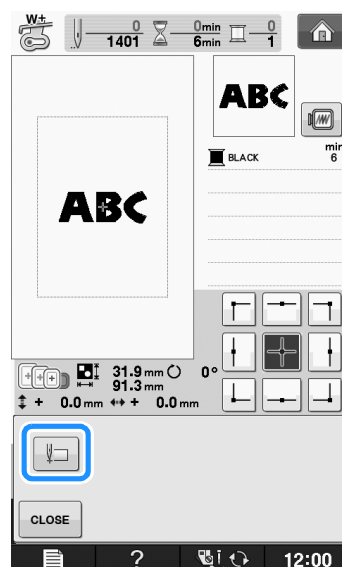 W+
0
1401
0min
6min
0
1
ABC
BLACK
min
6
ABC
31.9 mm
0°
91.3 mm
+ 0.0 mm + 0.0 mm
CLOSE
? 12:00